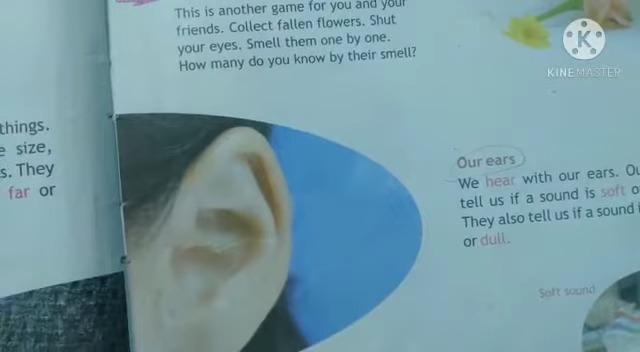 This is another game for you and your
friends. Collect fallen flowers. Shut
your eyes. Smell them one by one.
How many do you know by their smell?
KINEMASTER
things.
size,
They
far or
Our ears
We hear with our ears.
tell us if a sound is soft
They also tell us if a sound
or dull.
Soft sound